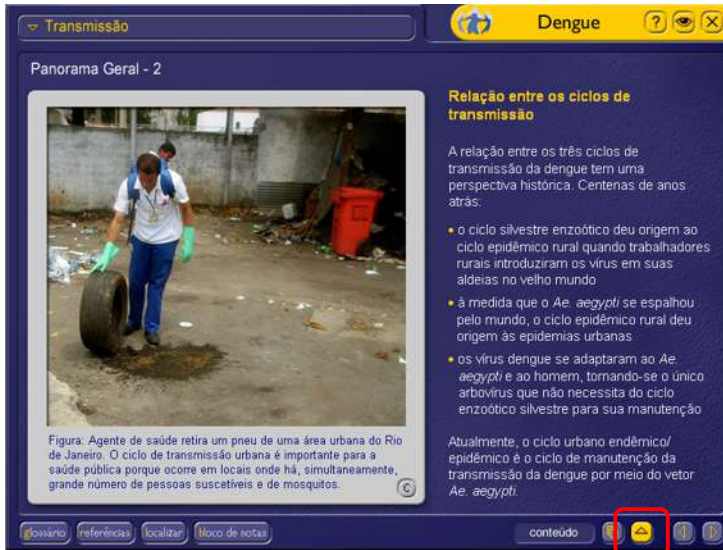 Transmissão
Dengue
?
Panorama Geral - 2
Relação entre os ciclos de
transmissão
A relação entre os três ciclos de
transmissão da dengue tem uma
perspectiva histórica. Centenas de anos
atrás:
• o ciclo silvestre enzoótico deu origem ao
ciclo epidêmico rural quando trabalhadores
rurais introduziram os vírus em suas
aldeias no velho mundo
• à medida que o Ae. aegypti se espalhou
pelo mundo, o ciclo epidêmico rural deu
origem às epidemias urbanas
• os vírus dengue se adaptaram ao Ae.
aegypti e ao homem, tornando-se o único
arbovírus que não necessita do ciclo
enzoótico silvestre para sua manutenção
Atualmente, o ciclo urbano endêmico/
epidêmico é o ciclo de manutenção da
transmissão da dengue por meio do vetor
Ae. aegypti.
Figura: Agente de saúde retira um pneu de uma área urbana do Rio
de Janeiro. O ciclo de transmissão urbana é importante para a
saúde pública porque ocorre em locais onde há, simultaneamente,
grande número de pessoas suscetíveis e de mosquitos.
©
glossário referências localizar bloco de notas conteúdo